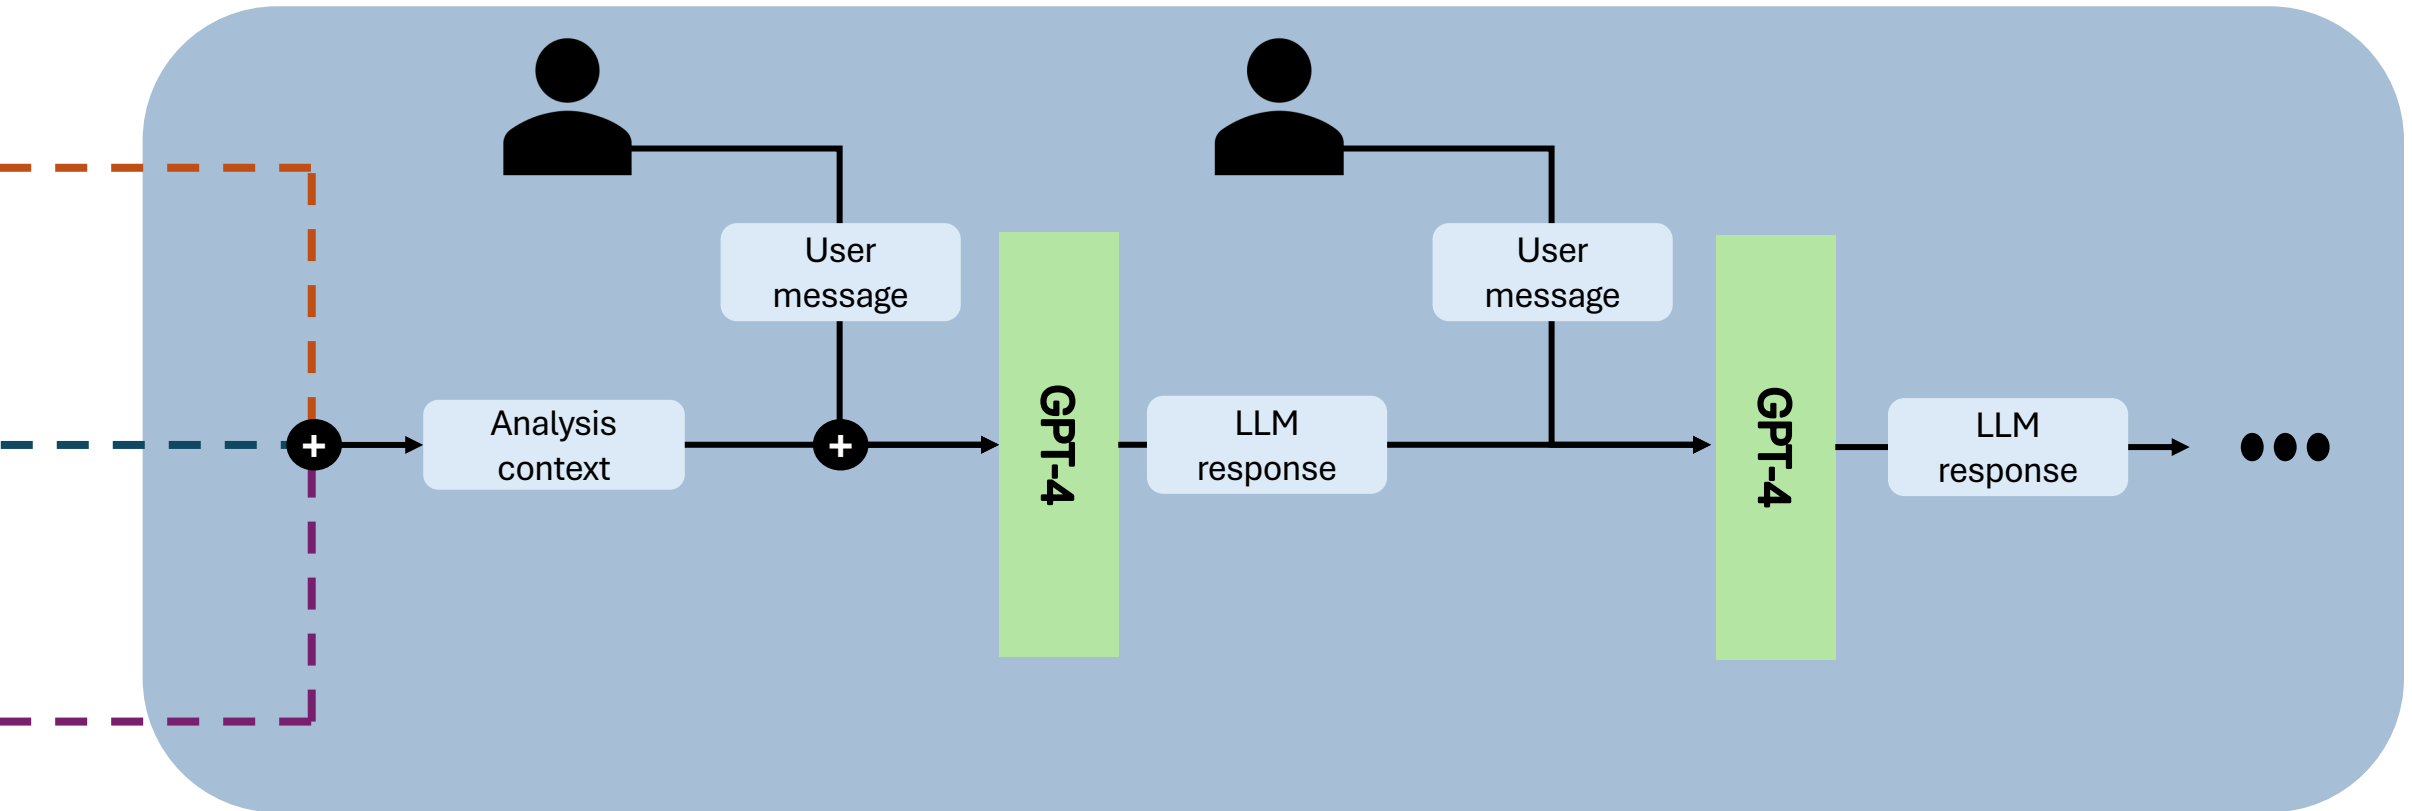 User
message
User
message
+
Analysis
context
+
GPT-4
LLM
response
GPT-4
LLM
response